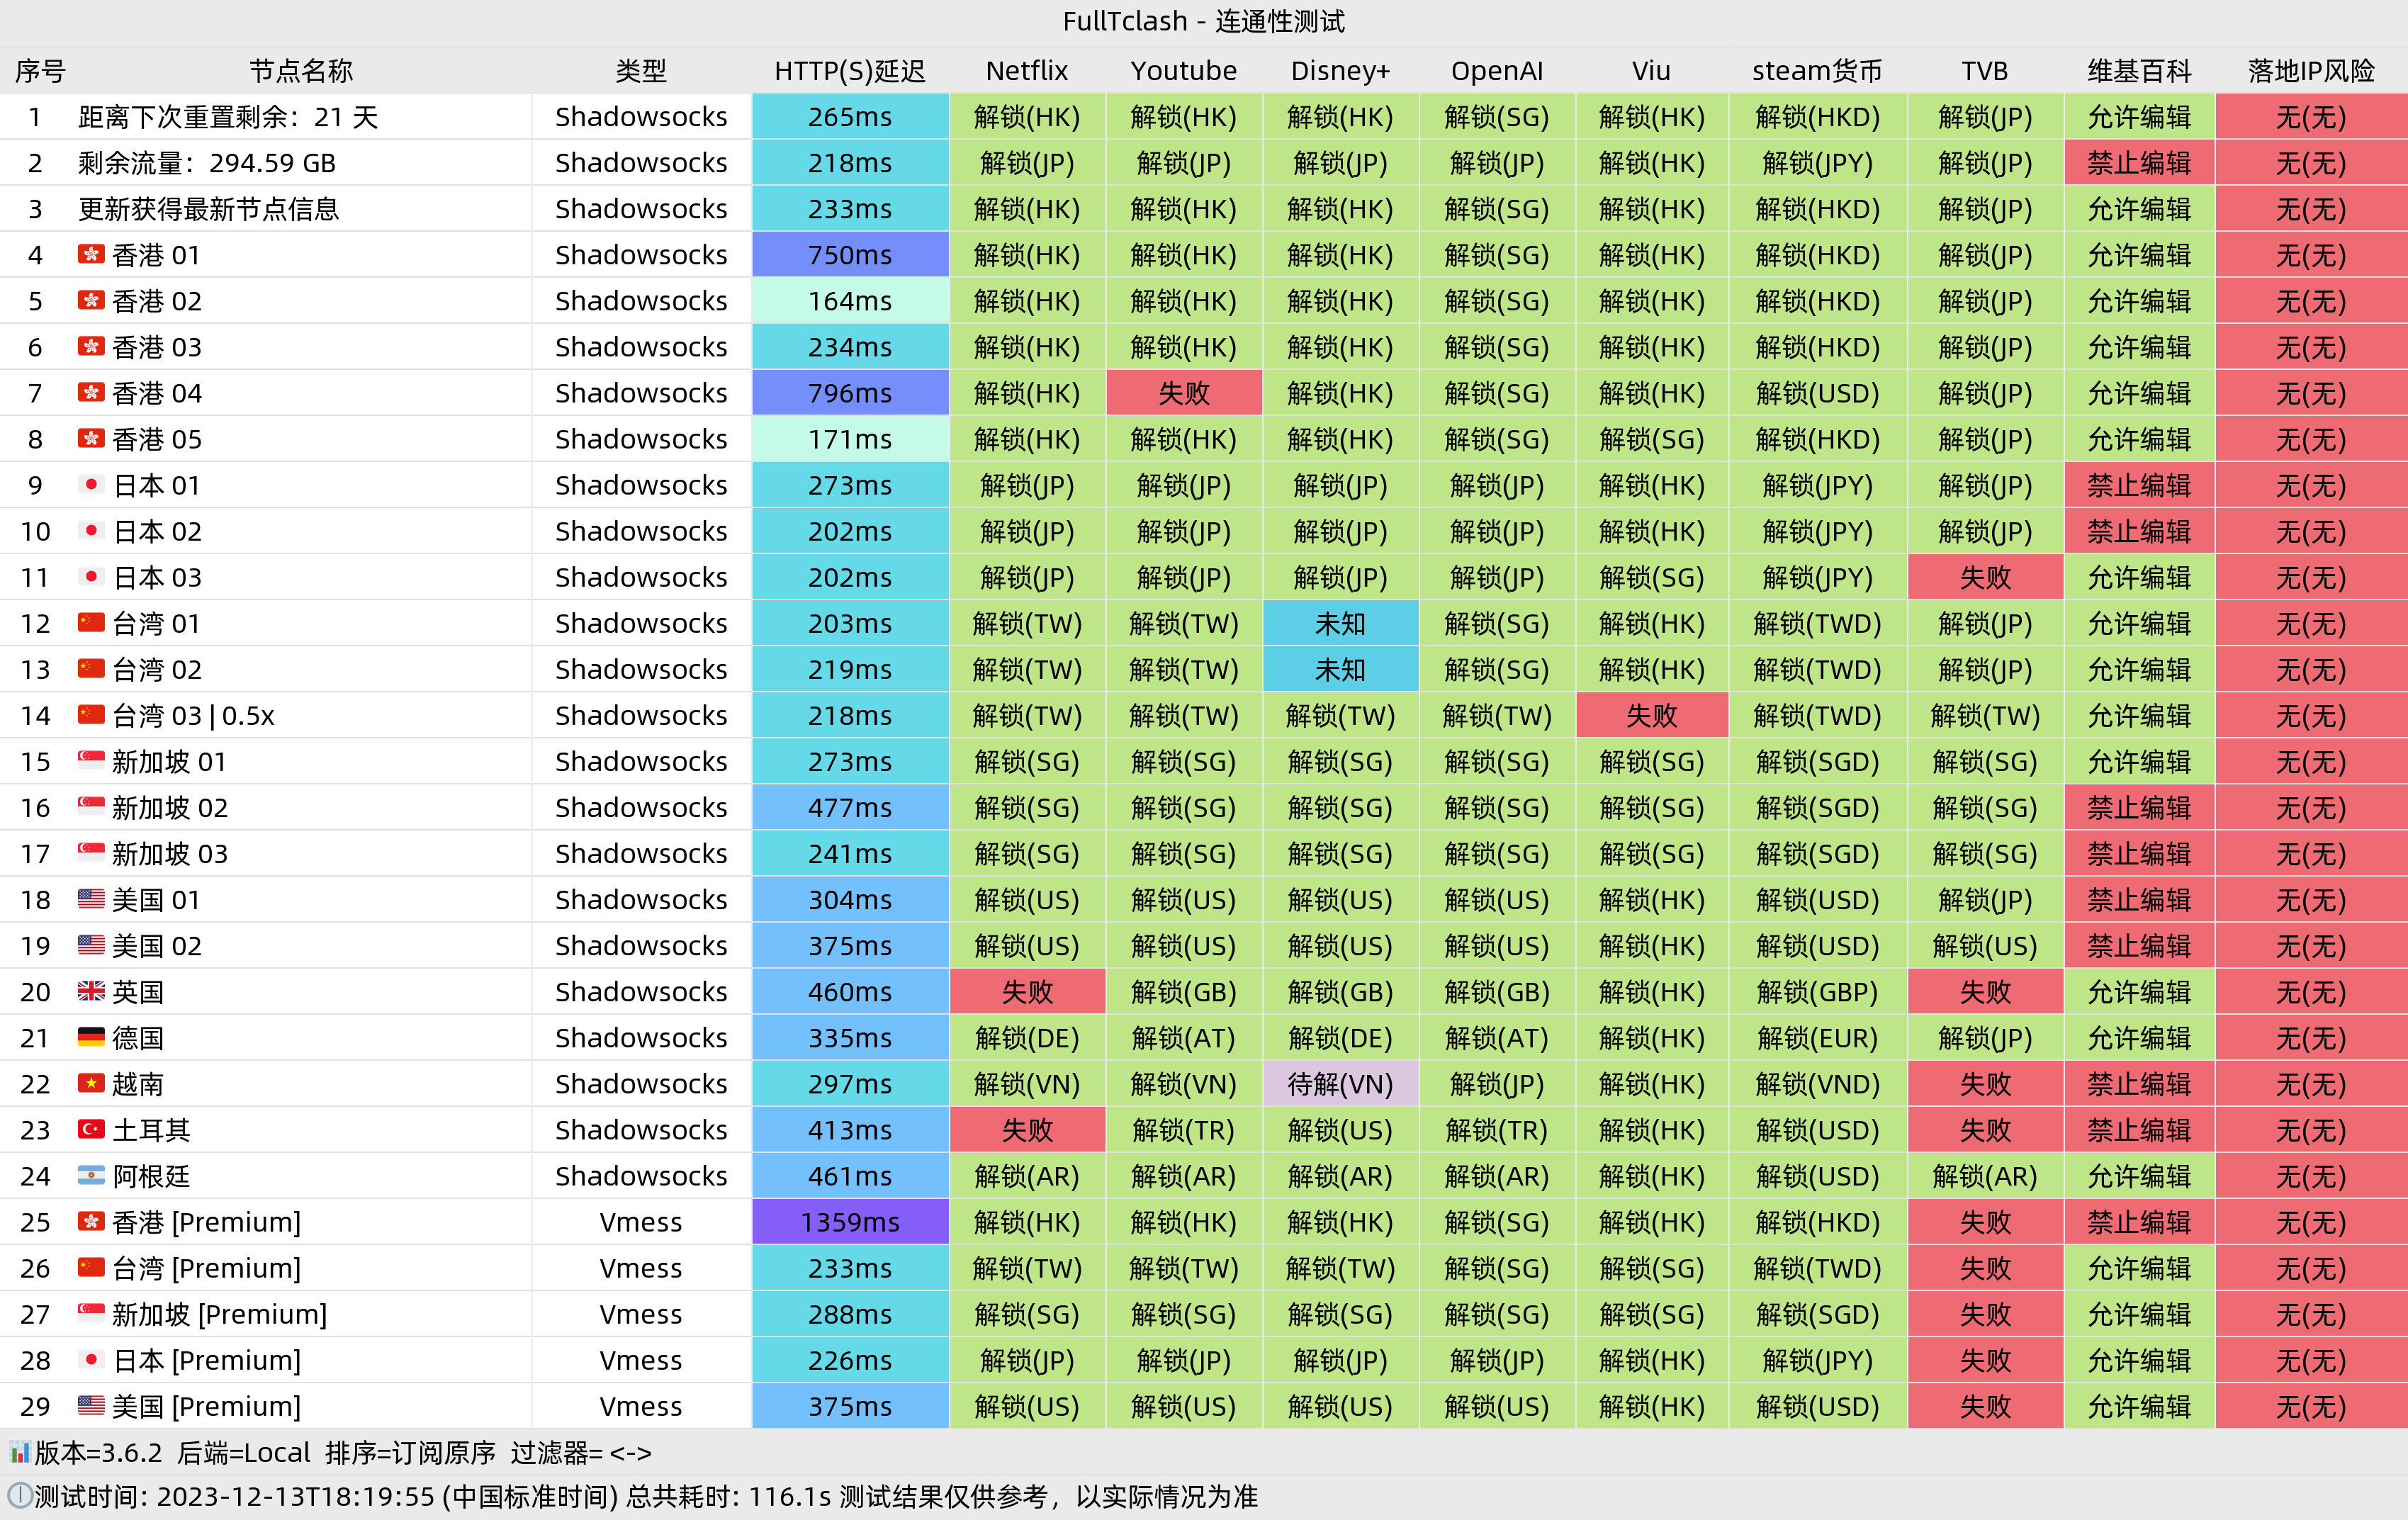 FullTclash - 连通性测试
序号 节点名称 类型 HTTP(S)延迟 Netflix Youtube Disney+ OpenAI Viu steam货币 TVB 维基百科 落地IP风险
1 距离下次重置剩余：21 天 Shadowsocks 265ms 解锁(HK) 解锁(HK) 解锁(HK) 解锁(SG) 解锁(HK) 解锁(HKD) 解锁(JP) 允许编辑 无(无)
2 剩余流量：294.59 GB Shadowsocks 218ms 解锁(JP) 解锁(JP) 解锁(JP) 解锁(JP) 解锁(HK) 解锁(JPY) 解锁(JP) 禁止编辑 无(无)
3 更新获得最新节点信息 Shadowsocks 233ms 解锁(HK) 解锁(HK) 解锁(HK) 解锁(SG) 解锁(HK) 解锁(HKD) 解锁(JP) 允许编辑 无(无)
4 香港 01 Shadowsocks 750ms 解锁(HK) 解锁(HK) 解锁(HK) 解锁(SG) 解锁(HK) 解锁(HKD) 解锁(JP) 允许编辑 无(无)
5 香港 02 Shadowsocks 164ms 解锁(HK) 解锁(HK) 解锁(HK) 解锁(SG) 解锁(HK) 解锁(HKD) 解锁(JP) 允许编辑 无(无)
6 香港 03 Shadowsocks 234ms 解锁(HK) 解锁(HK) 解锁(HK) 解锁(SG) 解锁(HK) 解锁(HKD) 解锁(JP) 允许编辑 无(无)
7 香港 04 Shadowsocks 796ms 解锁(HK) 失败 解锁(HK) 解锁(SG) 解锁(HK) 解锁(USD) 解锁(JP) 允许编辑 无(无)
8 香港 05 Shadowsocks 171ms 解锁(HK) 解锁(HK) 解锁(HK) 解锁(SG) 解锁(SG) 解锁(HKD) 解锁(JP) 允许编辑 无(无)
9 日本 01 Shadowsocks 273ms 解锁(JP) 解锁(JP) 解锁(JP) 解锁(JP) 解锁(HK) 解锁(JPY) 解锁(JP) 禁止编辑 无(无)
10 日本 02 Shadowsocks 202ms 解锁(JP) 解锁(JP) 解锁(JP) 解锁(JP) 解锁(HK) 解锁(JPY) 解锁(JP) 禁止编辑 无(无)
11 日本 03 Shadowsocks 202ms 解锁(JP) 解锁(JP) 解锁(JP) 解锁(JP) 解锁(SG) 解锁(JPY) 失败 允许编辑 无(无)
12 台湾 01 Shadowsocks 203ms 解锁(TW) 解锁(TW) 未知 解锁(SG) 解锁(HK) 解锁(TWD) 解锁(JP) 允许编辑 无(无)
13 台湾 02 Shadowsocks 219ms 解锁(TW) 解锁(TW) 未知 解锁(SG) 解锁(HK) 解锁(TWD) 解锁(JP) 允许编辑 无(无)
14 台湾 03 | 0.5x Shadowsocks 218ms 解锁(TW) 解锁(TW) 解锁(TW) 解锁(TW) 失败 解锁(TWD) 解锁(TW) 允许编辑 无(无)
15 新加坡 01 Shadowsocks 273ms 解锁(SG) 解锁(SG) 解锁(SG) 解锁(SG) 解锁(SG) 解锁(SGD) 解锁(SG) 允许编辑 无(无)
16 新加坡 02 Shadowsocks 477ms 解锁(SG) 解锁(SG) 解锁(SG) 解锁(SG) 解锁(SG) 解锁(SGD) 解锁(SG) 禁止编辑 无(无)
17 新加坡 03 Shadowsocks 241ms 解锁(SG) 解锁(SG) 解锁(SG) 解锁(SG) 解锁(SG) 解锁(SGD) 解锁(SG) 禁止编辑 无(无)
18 美国 01 Shadowsocks 304ms 解锁(US) 解锁(US) 解锁(US) 解锁(US) 解锁(HK) 解锁(USD) 解锁(JP) 禁止编辑 无(无)
19 美国 02 Shadowsocks 375ms 解锁(US) 解锁(US) 解锁(US) 解锁(US) 解锁(HK) 解锁(USD) 解锁(US) 禁止编辑 无(无)
20 英国 Shadowsocks 460ms 失败 解锁(GB) 解锁(GB) 解锁(GB) 解锁(HK) 解锁(GBP) 失败 允许编辑 无(无)
21 德国 Shadowsocks 335ms 解锁(DE) 解锁(AT) 解锁(DE) 解锁(AT) 解锁(HK) 解锁(EUR) 解锁(JP) 允许编辑 无(无)
22 越南 Shadowsocks 297ms 解锁(VN) 解锁(VN) 待解(VN) 解锁(JP) 解锁(HK) 解锁(VND) 失败 禁止编辑 无(无)
23 土耳其 Shadowsocks 413ms 失败 解锁(TR) 解锁(US) 解锁(TR) 解锁(HK) 解锁(USD) 失败 禁止编辑 无(无)
24 阿根廷 Shadowsocks 461ms 解锁(AR) 解锁(AR) 解锁(AR) 解锁(AR) 解锁(HK) 解锁(USD) 解锁(AR) 允许编辑 无(无)
25 香港 [Premium] Vmess 1359ms 解锁(HK) 解锁(HK) 解锁(HK) 解锁(SG) 解锁(HK) 解锁(HKD) 失败 禁止编辑 无(无)
26 台湾 [Premium] Vmess 233ms 解锁(TW) 解锁(TW) 解锁(TW) 解锁(SG) 解锁(SG) 解锁(TWD) 失败 允许编辑 无(无)
27 新加坡 [Premium] Vmess 288ms 解锁(SG) 解锁(SG) 解锁(SG) 解锁(SG) 解锁(SG) 解锁(SGD) 失败 允许编辑 无(无)
28 日本 [Premium] Vmess 226ms 解锁(JP) 解锁(JP) 解锁(JP) 解锁(JP) 解锁(HK) 解锁(JPY) 失败 允许编辑 无(无)
29 美国 [Premium] Vmess 375ms 解锁(US) 解锁(US) 解锁(US) 解锁(US) 解锁(HK) 解锁(USD) 失败 允许编辑 无(无)
版本=3.6.2 后端=Local 排序=订阅原序 过滤器= <->
测试时间: 2023-12-13T18:19:55 (中国标准时间) 总共耗时: 116.1s 测试结果仅供参考，以实际情况为准